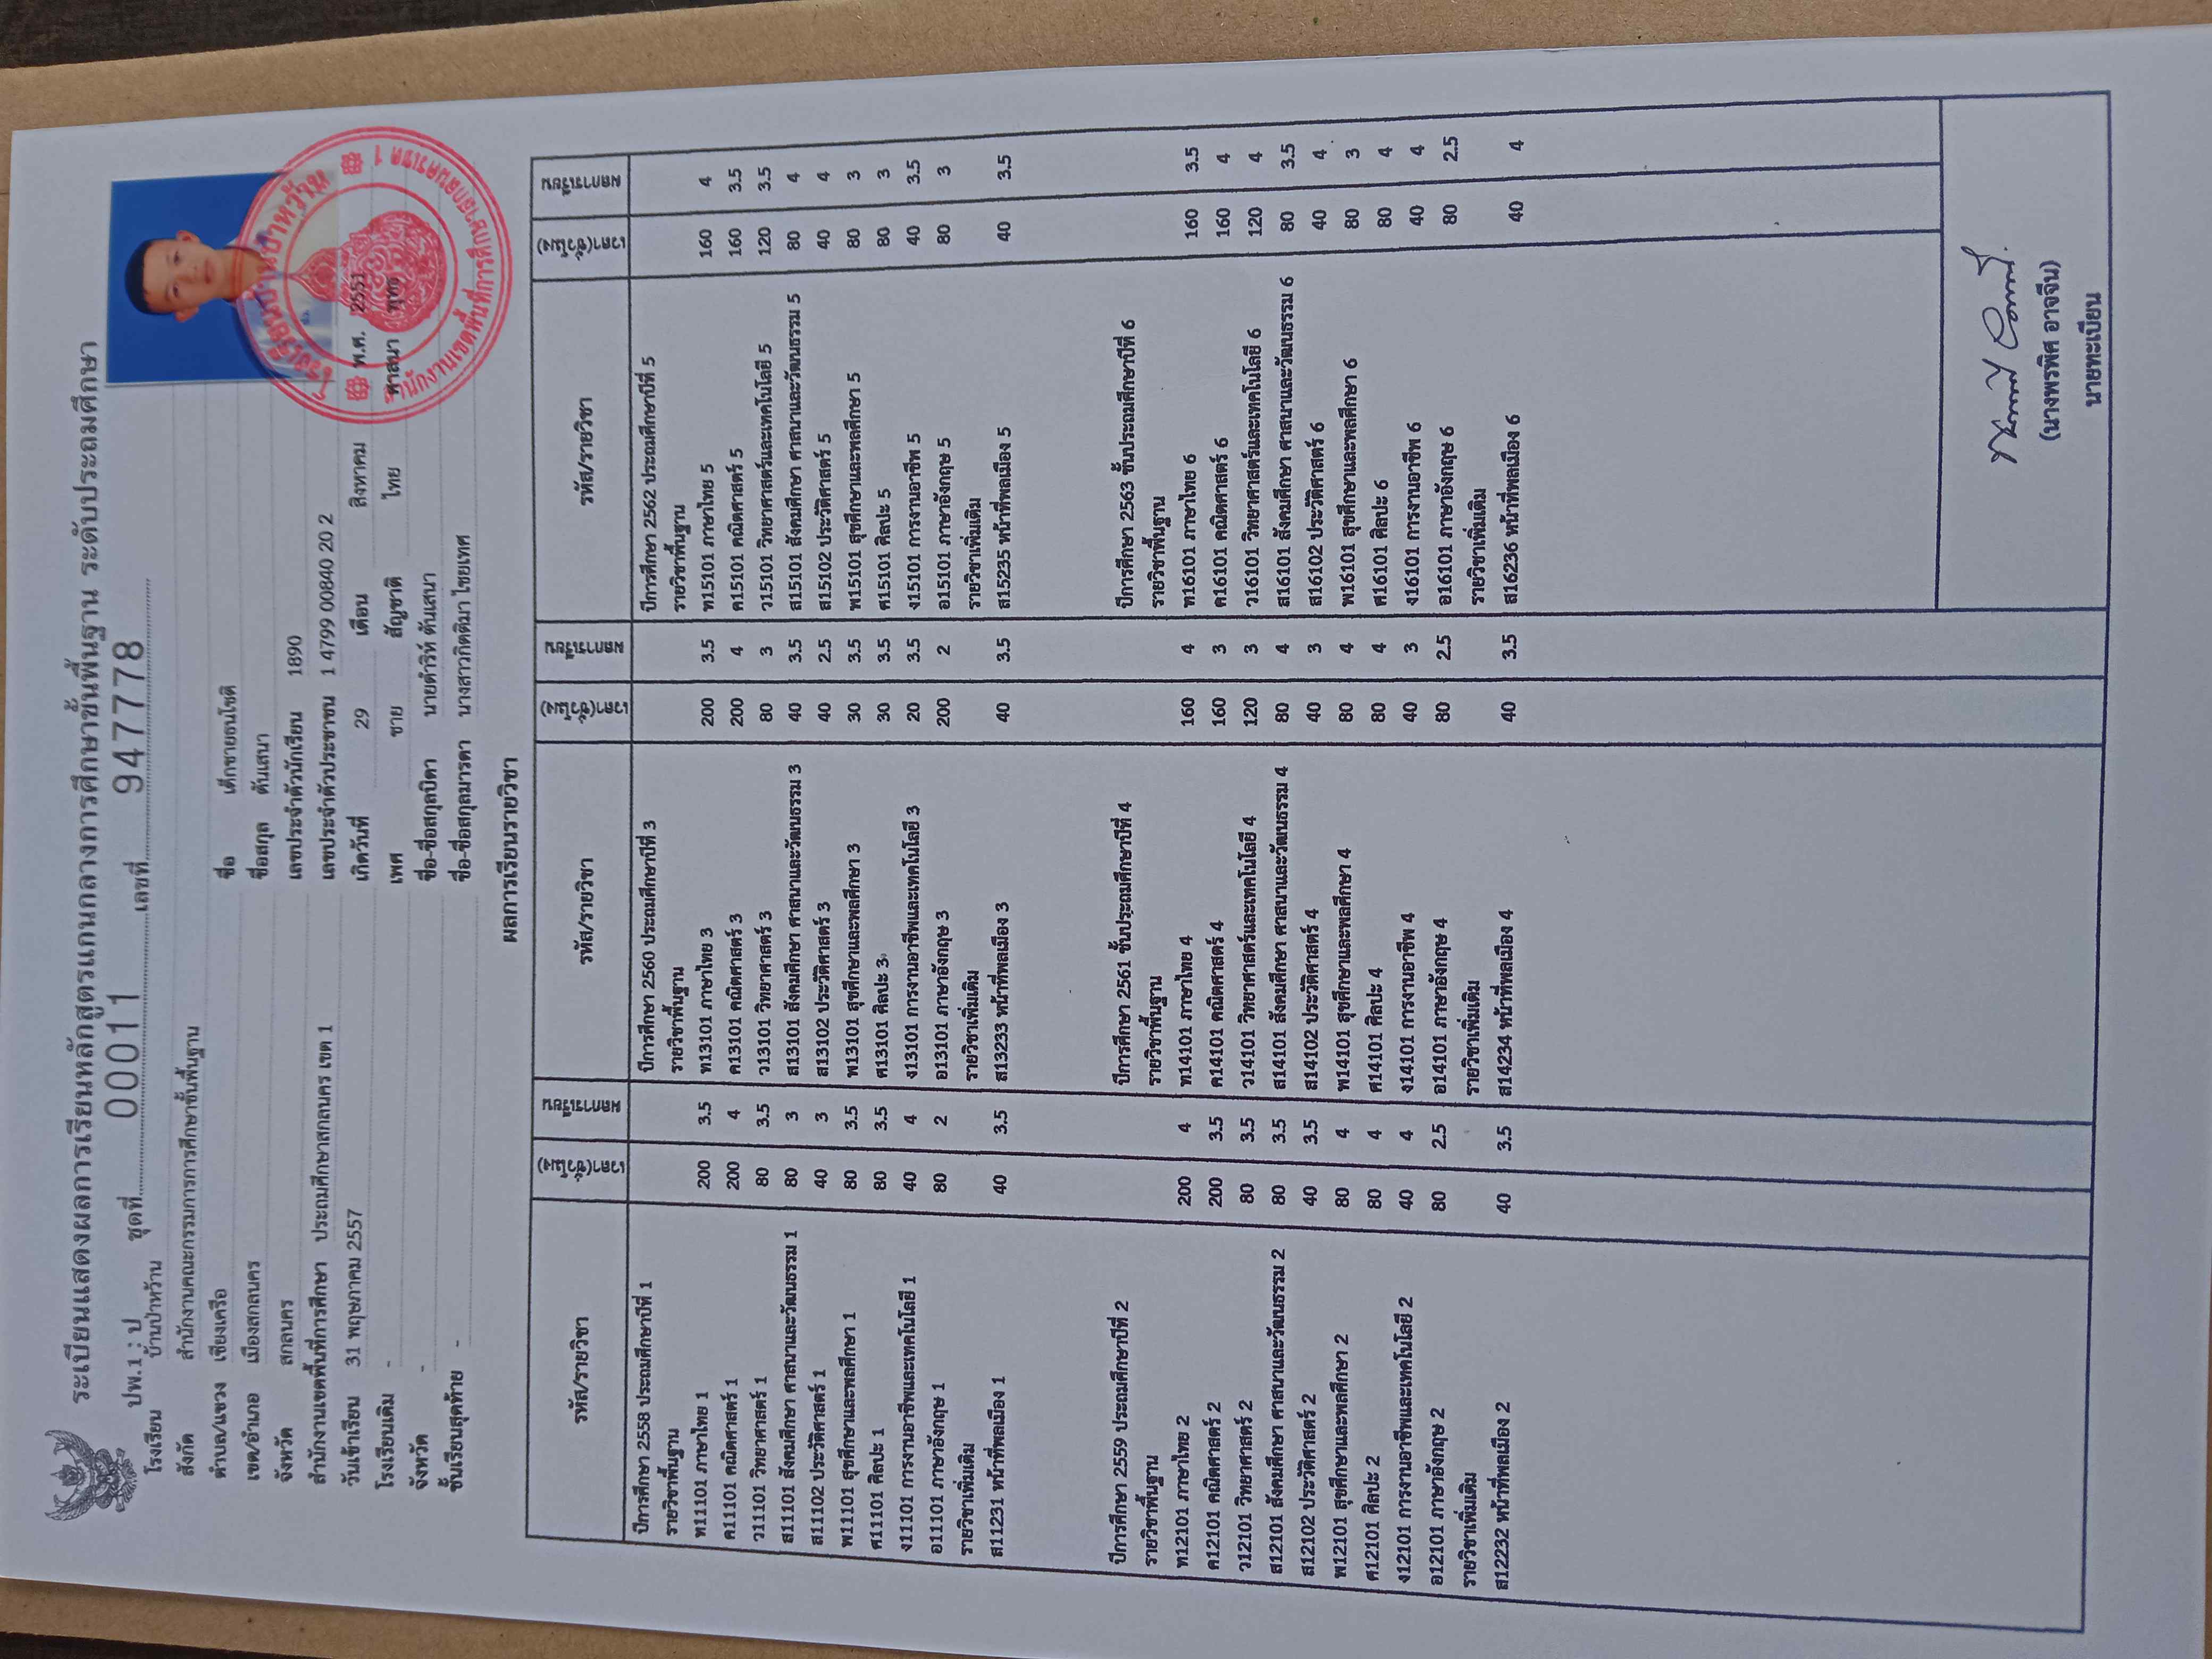 ระเบียนแสดงผลการเรียนหลักสูตรแกนกลางการศึกษาขั้นพื้นฐาน ระดับประถมศึกษา
ปพ.1 : ป ชุดที่ 00011 เลขที่ 947778
โรงเรียน บ้านป่าหว้าน
สังกัด สำนักงานคณะกรรมการการศึกษาขั้นพื้นฐาน
ตำบล/แขวง เชียงเครือ
เขต/อำเภอ เมืองสกลนคร
จังหวัด สกลนคร
สำนักงานเขตพื้นที่การศึกษา ประถมศึกษาสกลนคร เขต 1
วันเข้าเรียน 31 พฤษภาคม 2557
โรงเรียนเดิม -
จังหวัด -
ชั้นเรียนสุดท้าย -
ชื่อ เด็กชายธนโชติ
ชื่อสกุล ตันเสนา
เลขประจำตัวนักเรียน 1890
เลขประจำตัวประชาชน 1 4799 00840 20 2
เกิดวันที่ 29 เดือน สิงหาคม พ.ศ. 2551
เพศ ชาย สัญชาติ ไทย ศาสนา พุทธ
ชื่อ-ชื่อสกุลบิดา นายดำริห์ ตันเสนา
ชื่อ-ชื่อสกุลมารดา นางสาวกิตติมา ไชยเทศ
โรงเรียนบ้านป่าหว้าน
สำนักงานเขตพื้นที่การศึกษาสกลนครเขต 1
ผลการเรียนรายวิชา
รหัส/รายวิชา เวลา(ชั่วโมง) ผลการเรียน
ปีการศึกษา 2558 ประถมศึกษาปีที่ 1
รายวิชาพื้นฐาน
ท11101 ภาษาไทย 1 200 3.5
ค11101 คณิตศาสตร์ 1 200 4
ว11101 วิทยาศาสตร์ 1 80 3.5
ส11101 สังคมศึกษา ศาสนาและวัฒนธรรม 1 80 3
ส11102 ประวัติศาสตร์ 1 40 3
พ11101 สุขศึกษาและพลศึกษา 1 80 3.5
ศ11101 ศิลปะ 1 80 3.5
ง11101 การงานอาชีพและเทคโนโลยี 1 40 4
อ11101 ภาษาอังกฤษ 1 80 2
รายวิชาเพิ่มเติม
ส11231 หน้าที่พลเมือง 1 40 3.5
ปีการศึกษา 2559 ประถมศึกษาปีที่ 2
รายวิชาพื้นฐาน
ท12101 ภาษาไทย 2 200 4
ค12101 คณิตศาสตร์ 2 200 3.5
ว12101 วิทยาศาสตร์ 2 80 3.5
ส12101 สังคมศึกษา ศาสนาและวัฒนธรรม 2 80 3.5
ส12102 ประวัติศาสตร์ 2 40 3.5
พ12101 สุขศึกษาและพลศึกษา 2 80 4
ศ12101 ศิลปะ 2 80 4
ง12101 การงานอาชีพและเทคโนโลยี 2 40 4
อ12101 ภาษาอังกฤษ 2 80 2.5
รายวิชาเพิ่มเติม
ส12232 หน้าที่พลเมือง 2 40 3.5
รหัส/รายวิชา เวลา(ชั่วโมง) ผลการเรียน
ปีการศึกษา 2560 ประถมศึกษาปีที่ 3
รายวิชาพื้นฐาน
ท13101 ภาษาไทย 3 200 3.5
ค13101 คณิตศาสตร์ 3 200 4
ว13101 วิทยาศาสตร์ 3 80 3
ส13101 สังคมศึกษา ศาสนาและวัฒนธรรม 3 40 3.5
ส13102 ประวัติศาสตร์ 3 40 2.5
พ13101 สุขศึกษาและพลศึกษา 3 30 3.5
ศ13101 ศิลปะ 3 30 3.5
ง13101 การงานอาชีพและเทคโนโลยี 3 20 3.5
อ13101 ภาษาอังกฤษ 3 200 2
รายวิชาเพิ่มเติม
ส13233 หน้าที่พลเมือง 3 40 3.5
ปีการศึกษา 2561 ชั้นประถมศึกษาปีที่ 4
รายวิชาพื้นฐาน
ท14101 ภาษาไทย 4 160 4
ค14101 คณิตศาสตร์ 4 160 3
ว14101 วิทยาศาสตร์และเทคโนโลยี 4 120 3
ส14101 สังคมศึกษา ศาสนาและวัฒนธรรม 4 80 4
ส14102 ประวัติศาสตร์ 4 40 3
พ14101 สุขศึกษาและพลศึกษา 4 80 4
ศ14101 ศิลปะ 4 80 4
ง14101 การงานอาชีพ 4 40 3
อ14101 ภาษาอังกฤษ 4 80 2.5
รายวิชาเพิ่มเติม
ส14234 หน้าที่พลเมือง 4 40 3.5
รหัส/รายวิชา เวลา(ชั่วโมง) ผลการเรียน
ปีการศึกษา 2562 ประถมศึกษาปีที่ 5
รายวิชาพื้นฐาน
ท15101 ภาษาไทย 5 160 4
ค15101 คณิตศาสตร์ 5 160 3.5
ว15101 วิทยาศาสตร์และเทคโนโลยี 5 120 3.5
ส15101 สังคมศึกษา ศาสนาและวัฒนธรรม 5 80 4
ส15102 ประวัติศาสตร์ 5 40 4
พ15101 สุขศึกษาและพลศึกษา 5 80 3
ศ15101 ศิลปะ 5 80 3
ง15101 การงานอาชีพ 5 40 3.5
อ15101 ภาษาอังกฤษ 5 80 3
รายวิชาเพิ่มเติม
ส15235 หน้าที่พลเมือง 5 40 3.5
ปีการศึกษา 2563 ชั้นประถมศึกษาปีที่ 6
รายวิชาพื้นฐาน
ท16101 ภาษาไทย 6 160 3.5
ค16101 คณิตศาสตร์ 6 160 4
ว16101 วิทยาศาสตร์และเทคโนโลยี 6 120 4
ส16101 สังคมศึกษา ศาสนาและวัฒนธรรม 6 80 3.5
ส16102 ประวัติศาสตร์ 6 40 4
พ16101 สุขศึกษาและพลศึกษา 6 80 3
ศ16101 ศิลปะ 6 80 4
ง16101 การงานอาชีพ 6 40 4
อ16101 ภาษาอังกฤษ 6 80 2.5
รายวิชาเพิ่มเติม
ส16236 หน้าที่พลเมือง 6 40 4
(นางพรพิศ อาจจีน)
นายทะเบียน